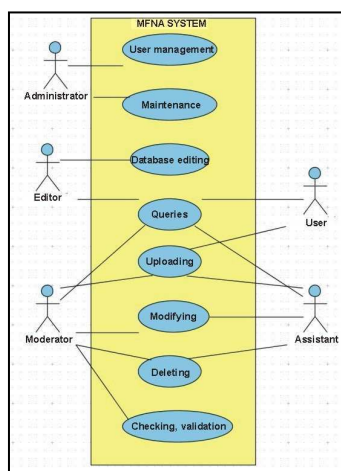 MFNA SYSTEM
User management
Administrator
Maintenance
Database editing
Editor
Queries
User
Uploading
Modifying
Moderator
Assistant
Deleting
Checking, validation